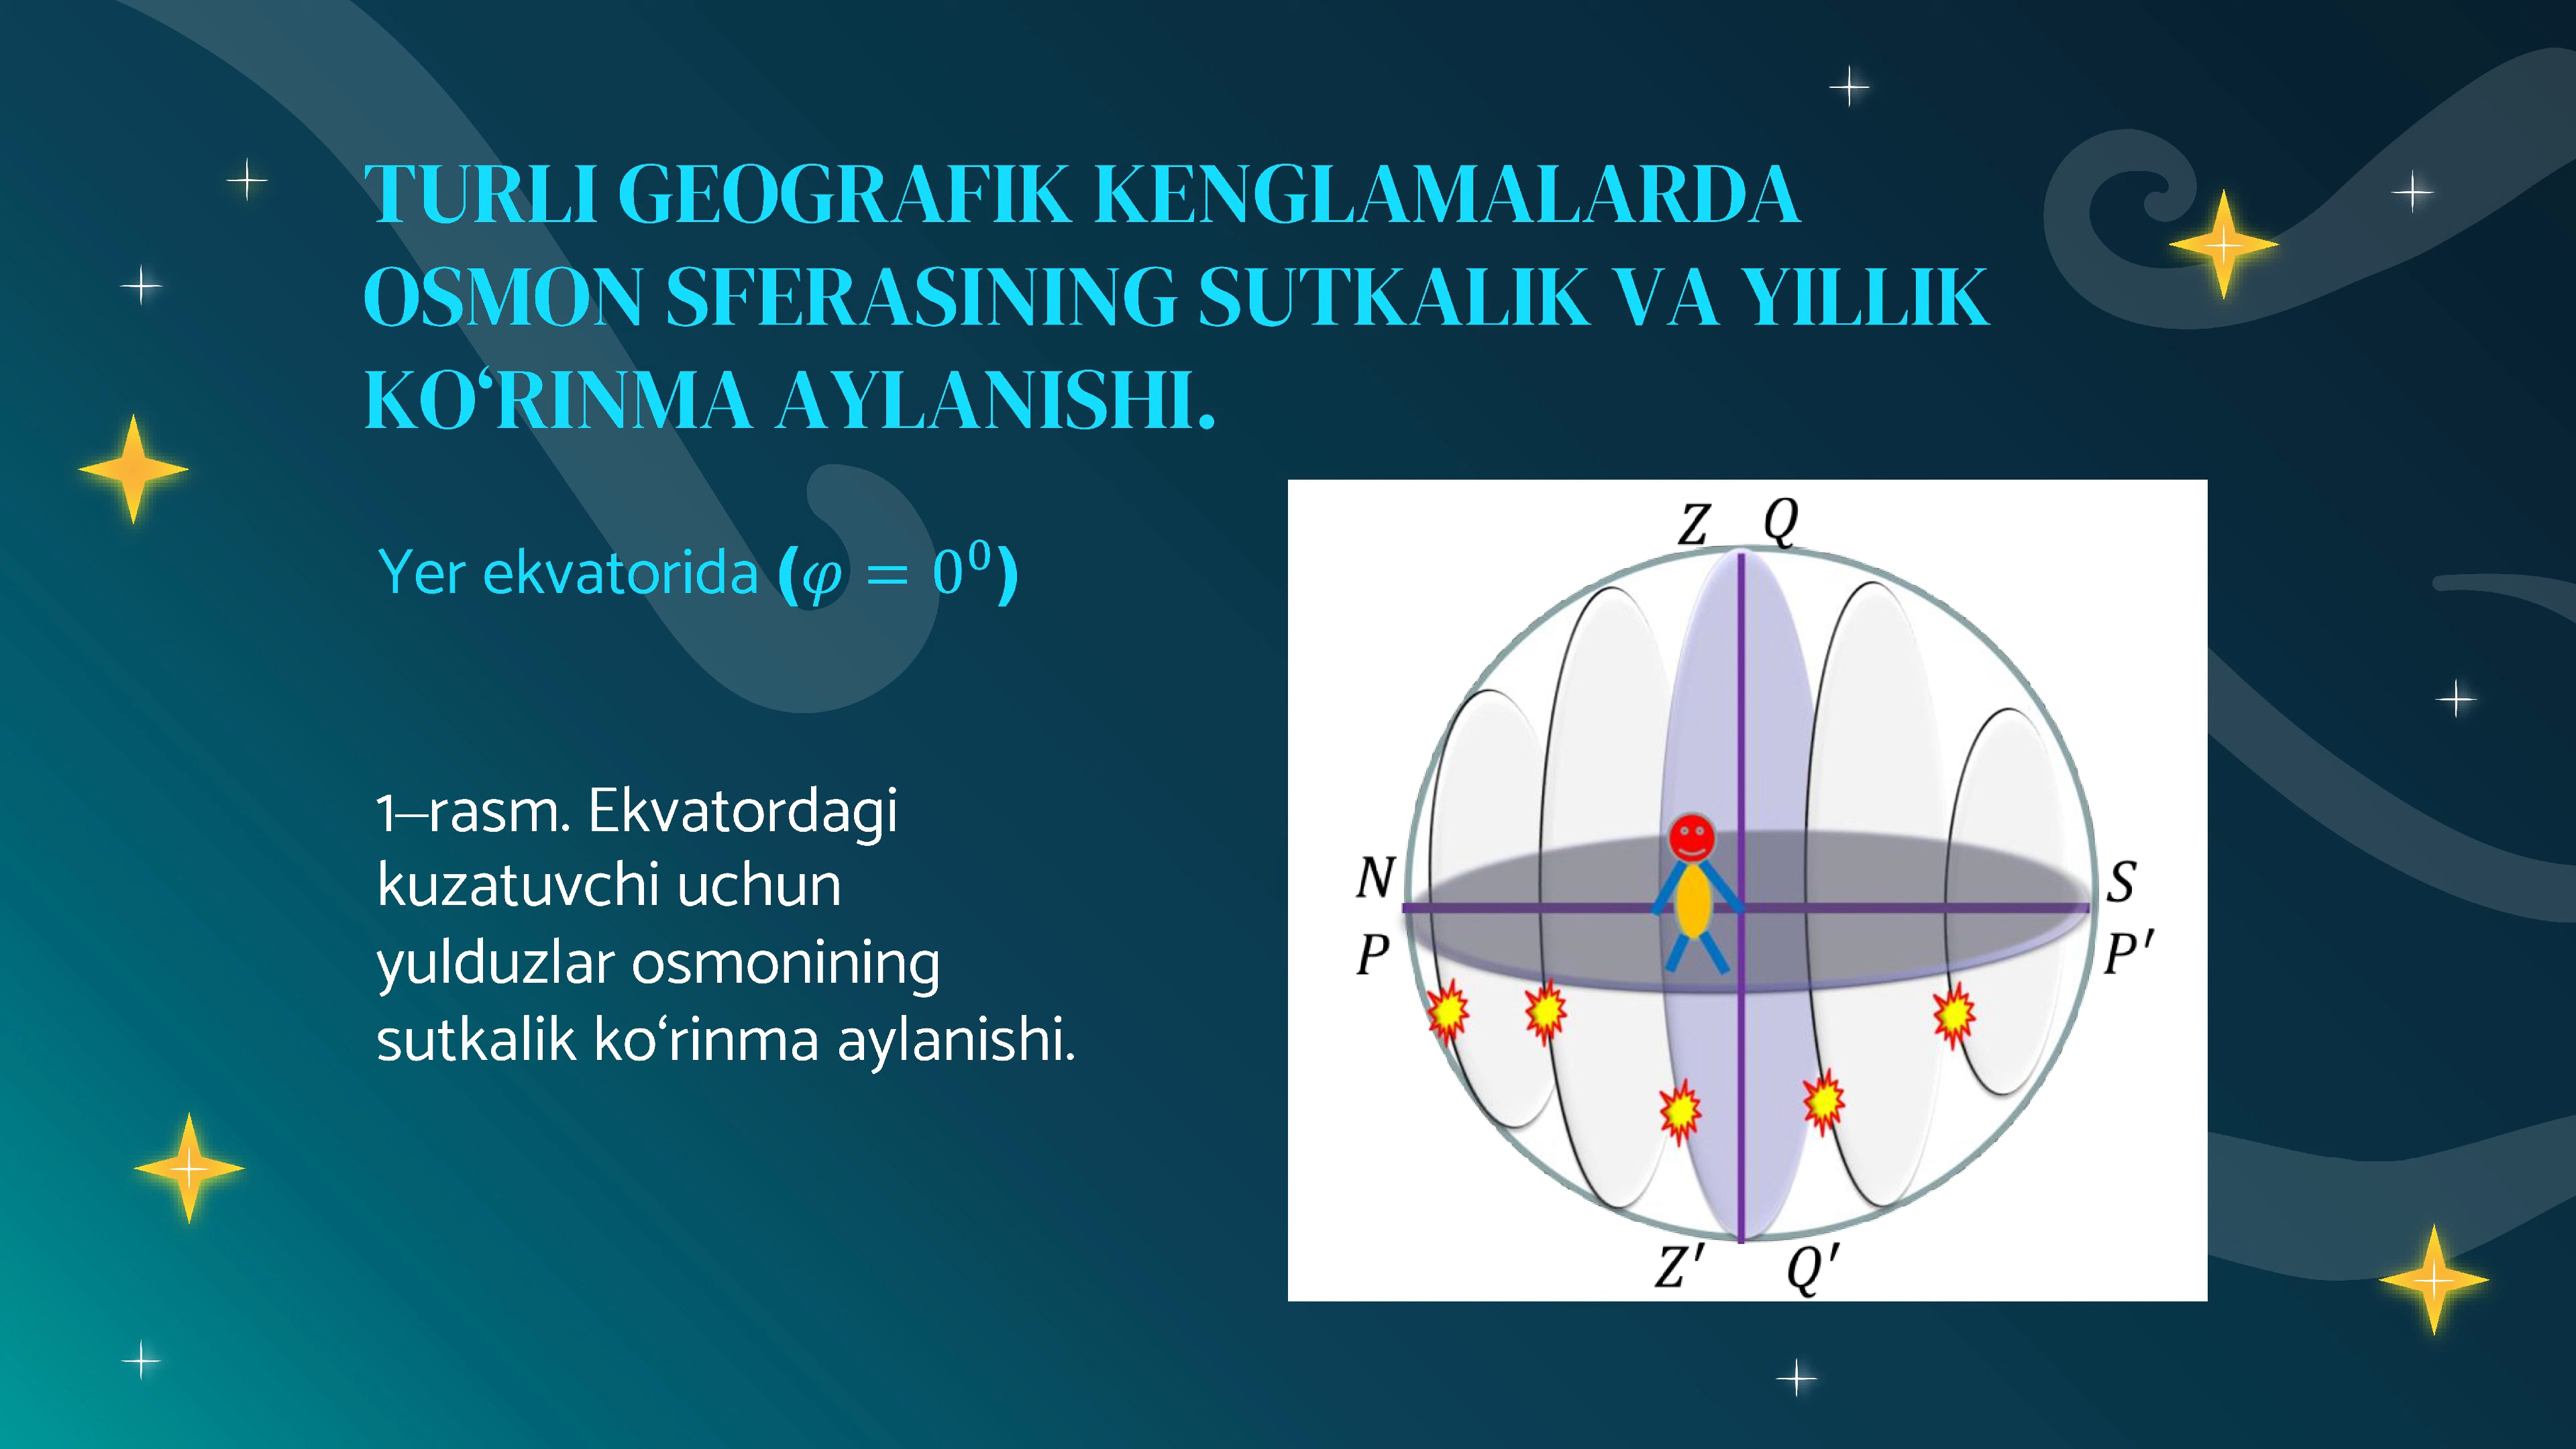 TURLI GEOGRAFIK KENGLAMALARDA
OSMON SFERASINING SUTKALIK VA YILLIK
KO‘RINMA AYLANISHI.
Yer ekvatorida (φ = 0⁰)
1–rasm. Ekvatordagi
kuzatuvchi uchun
yulduzlar osmonining
sutkalik ko‘rinma aylanishi.
Z Q
N S
P P′
Z′ Q′